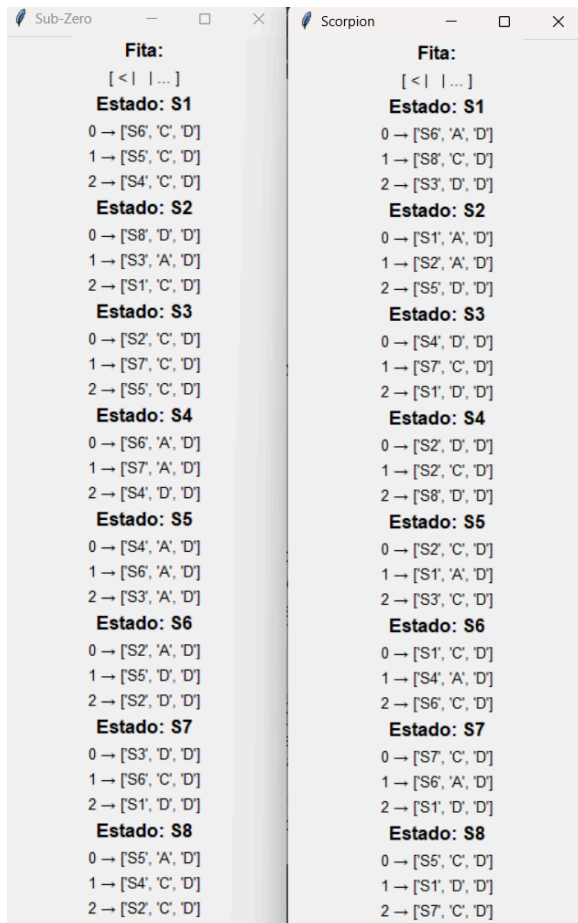 Sub-Zero
Fita:
[ < | | ... ]
Estado: S1
0 → ['S6', 'C', 'D']
1 → ['S5', 'C', 'D']
2 → ['S4', 'C', 'D']
Estado: S2
0 → ['S8', 'D', 'D']
1 → ['S3', 'A', 'D']
2 → ['S1', 'C', 'D']
Estado: S3
0 → ['S2', 'C', 'D']
1 → ['S7', 'C', 'D']
2 → ['S5', 'C', 'D']
Estado: S4
0 → ['S6', 'A', 'D']
1 → ['S7', 'A', 'D']
2 → ['S4', 'D', 'D']
Estado: S5
0 → ['S4', 'A', 'D']
1 → ['S6', 'A', 'D']
2 → ['S3', 'A', 'D']
Estado: S6
0 → ['S2', 'A', 'D']
1 → ['S5', 'D', 'D']
2 → ['S2', 'D', 'D']
Estado: S7
0 → ['S3', 'D', 'D']
1 → ['S6', 'C', 'D']
2 → ['S1', 'D', 'D']
Estado: S8
0 → ['S5', 'A', 'D']
1 → ['S4', 'C', 'D']
2 → ['S2', 'C', 'D']
Scorpion
Fita:
[ < | | ... ]
Estado: S1
0 → ['S6', 'A', 'D']
1 → ['S8', 'C', 'D']
2 → ['S3', 'D', 'D']
Estado: S2
0 → ['S1', 'A', 'D']
1 → ['S2', 'A', 'D']
2 → ['S5', 'D', 'D']
Estado: S3
0 → ['S4', 'D', 'D']
1 → ['S7', 'C', 'D']
2 → ['S1', 'D', 'D']
Estado: S4
0 → ['S2', 'D', 'D']
1 → ['S2', 'C', 'D']
2 → ['S8', 'D', 'D']
Estado: S5
0 → ['S2', 'C', 'D']
1 → ['S1', 'A', 'D']
2 → ['S3', 'C', 'D']
Estado: S6
0 → ['S1', 'C', 'D']
1 → ['S4', 'A', 'D']
2 → ['S6', 'C', 'D']
Estado: S7
0 → ['S7', 'C', 'D']
1 → ['S6', 'A', 'D']
2 → ['S1', 'D', 'D']
Estado: S8
0 → ['S5', 'C', 'D']
1 → ['S1', 'D', 'D']
2 → ['S7', 'C', 'D']